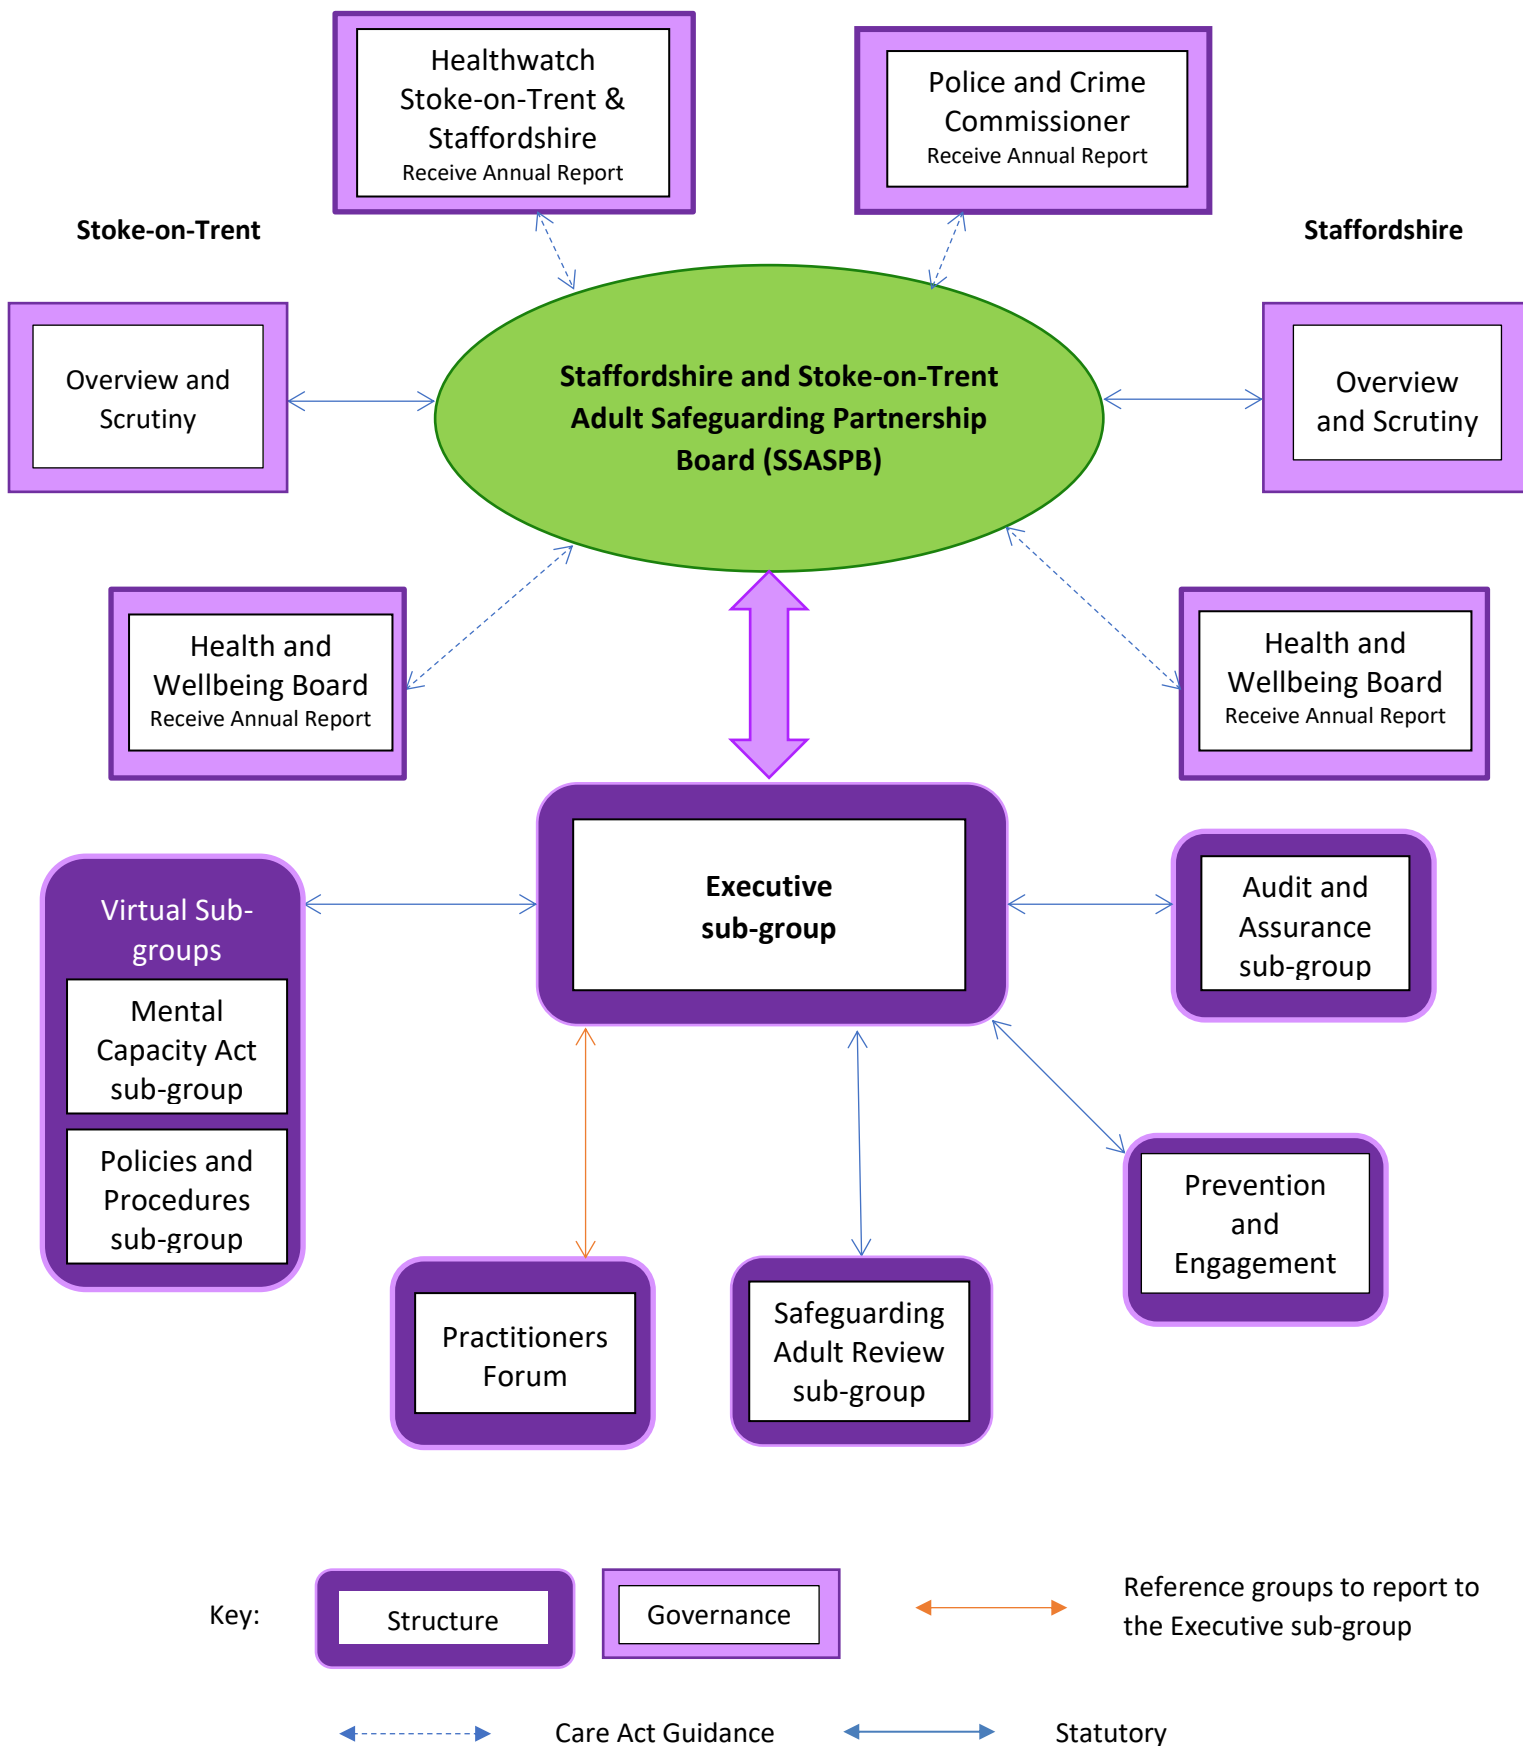 Healthwatch
Stoke-on-Trent &
Staffordshire
Receive Annual Report
Police and Crime
Commissioner
Receive Annual Report
Stoke-on-Trent
Staffordshire
Overview and
Scrutiny
Staffordshire and Stoke-on-Trent
Adult Safeguarding Partnership
Board (SSASPB)
Overview
and Scrutiny
Health and
Wellbeing Board
Receive Annual Report
Health and
Wellbeing Board
Receive Annual Report
Executive
sub-group
Virtual Sub-
groups
Mental
Capacity Act
sub-group
Policies and
Procedures
sub-group
Audit and
Assurance
sub-group
Prevention
and
Engagement
Practitioners
Forum
Safeguarding
Adult Review
sub-group
Key:
Structure
Governance
Reference groups to report to
the Executive sub-group
Care Act Guidance
Statutory